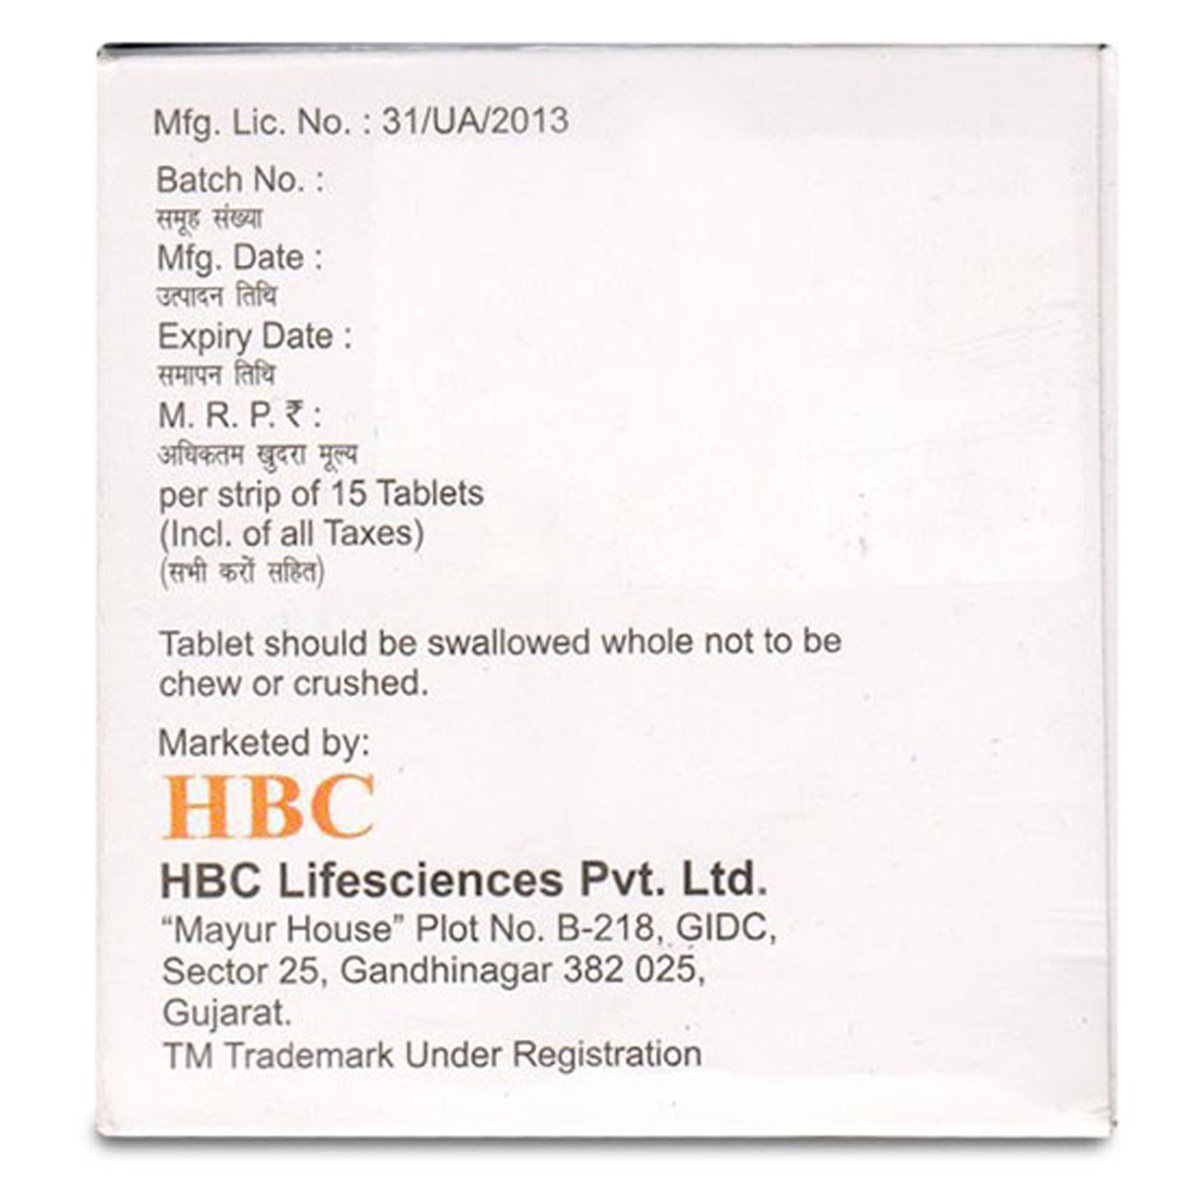 Mfg. Lic. No. : 31/UA/2013
Batch No. :
समूह संख्या
Mfg. Date :
उत्पादन तिथि
Expiry Date :
समापन तिथि
M. R. P. ₹ :
अधिकतम खुदरा मूल्य
per strip of 15 Tablets
(Incl. of all Taxes)
(सभी करों सहित)
Tablet should be swallowed whole not to be
chew or crushed.
Marketed by:
HBC
HBC Lifesciences Pvt. Ltd.
“Mayur House” Plot No. B-218, GIDC,
Sector 25, Gandhinagar 382 025,
Gujarat.
TM Trademark Under Registration